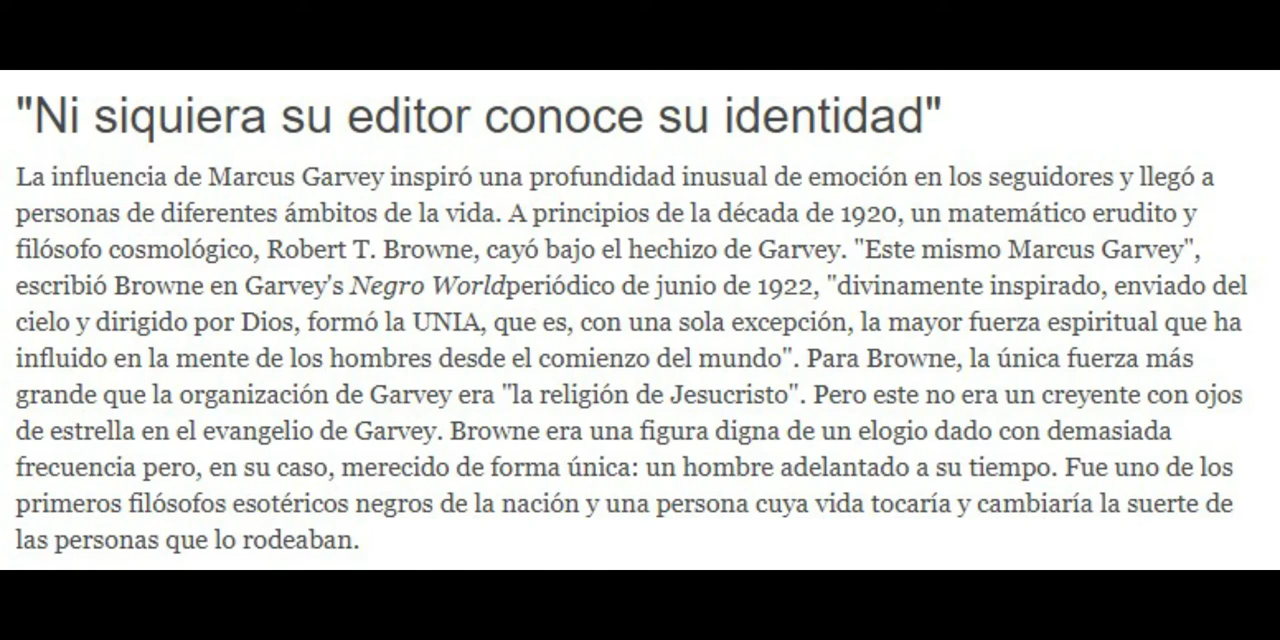 "Ni siquiera su editor conoce su identidad"
La influencia de Marcus Garvey inspiró una profundidad inusual de emoción en los seguidores y llegó a
personas de diferentes ámbitos de la vida. A principios de la década de 1920, un matemático erudito y
filósofo cosmológico, Robert T. Browne, cayó bajo el hechizo de Garvey. "Este mismo Marcus Garvey",
escribió Browne en Garvey's Negro Worldperiódico de junio de 1922, "divinamente inspirado, enviado del
cielo y dirigido por Dios, formó la UNIA, que es, con una sola excepción, la mayor fuerza espiritual que ha
influido en la mente de los hombres desde el comienzo del mundo". Para Browne, la única fuerza más
grande que la organización de Garvey era "la religión de Jesucristo". Pero este no era un creyente con ojos
de estrella en el evangelio de Garvey. Browne era una figura digna de un elogio dado con demasiada
frecuencia pero, en su caso, merecido de forma única: un hombre adelantado a su tiempo. Fue uno de los
primeros filósofos esotéricos negros de la nación y una persona cuya vida tocaría y cambiaría la suerte de
las personas que lo rodeaban.